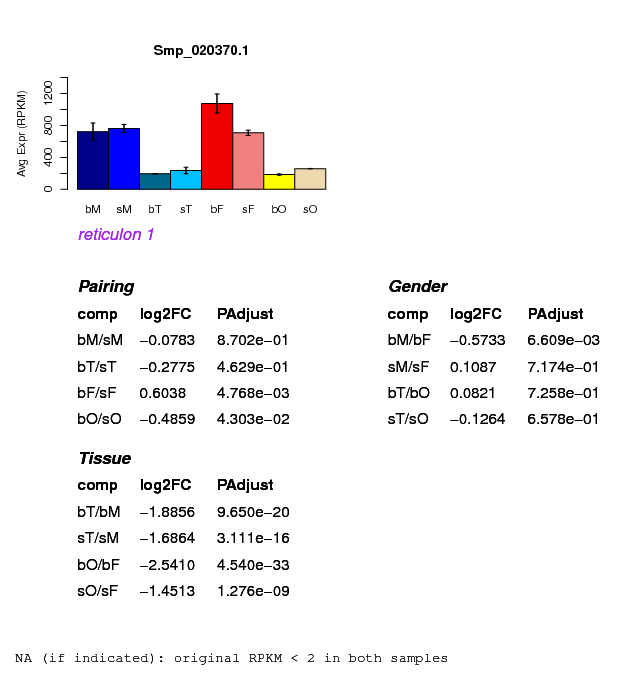 Smp_020370.1
Avg Expr (RPKM)
0 400 800 1200
bM sM bT sT bF sF bO sO
reticulon 1
Pairing
comp log2FC PAdjust
bM/sM −0.0783 8.702e−01
bT/sT −0.2775 4.629e−01
bF/sF 0.6038 4.768e−03
bO/sO −0.4859 4.303e−02
Gender
comp log2FC PAdjust
bM/bF −0.5733 6.609e−03
sM/sF 0.1087 7.174e−01
bT/bO 0.0821 7.258e−01
sT/sO −0.1264 6.578e−01
Tissue
comp log2FC PAdjust
bT/bM −1.8856 9.650e−20
sT/sM −1.6864 3.111e−16
bO/bF −2.5410 4.540e−33
sO/sF −1.4513 1.276e−09
NA (if indicated): original RPKM < 2 in both samples